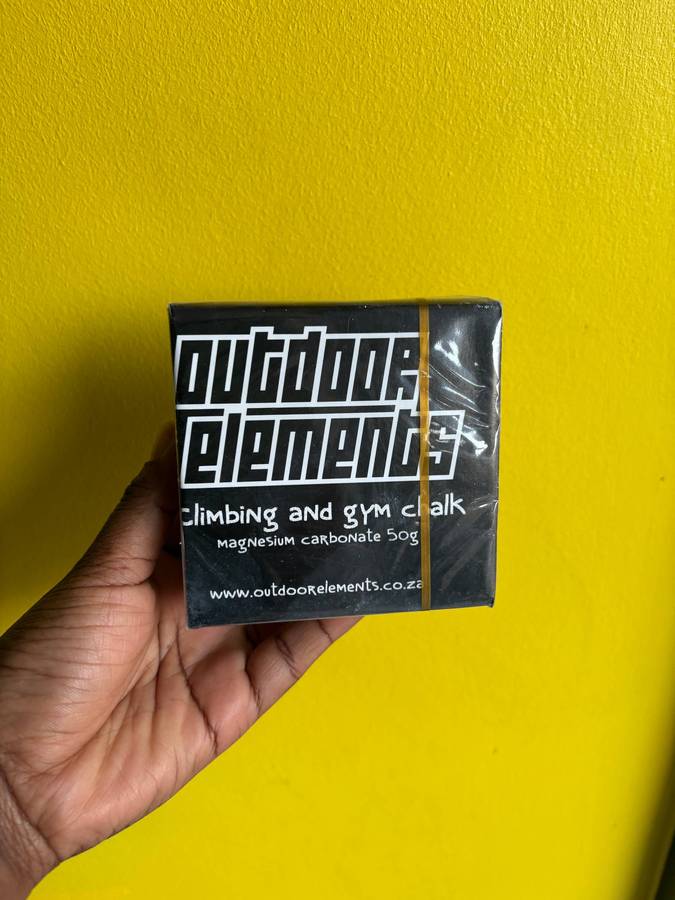 outdoor
elements
climbing and gym chalk
magnesium carbonate 50g
www.outdoorelements.co.za